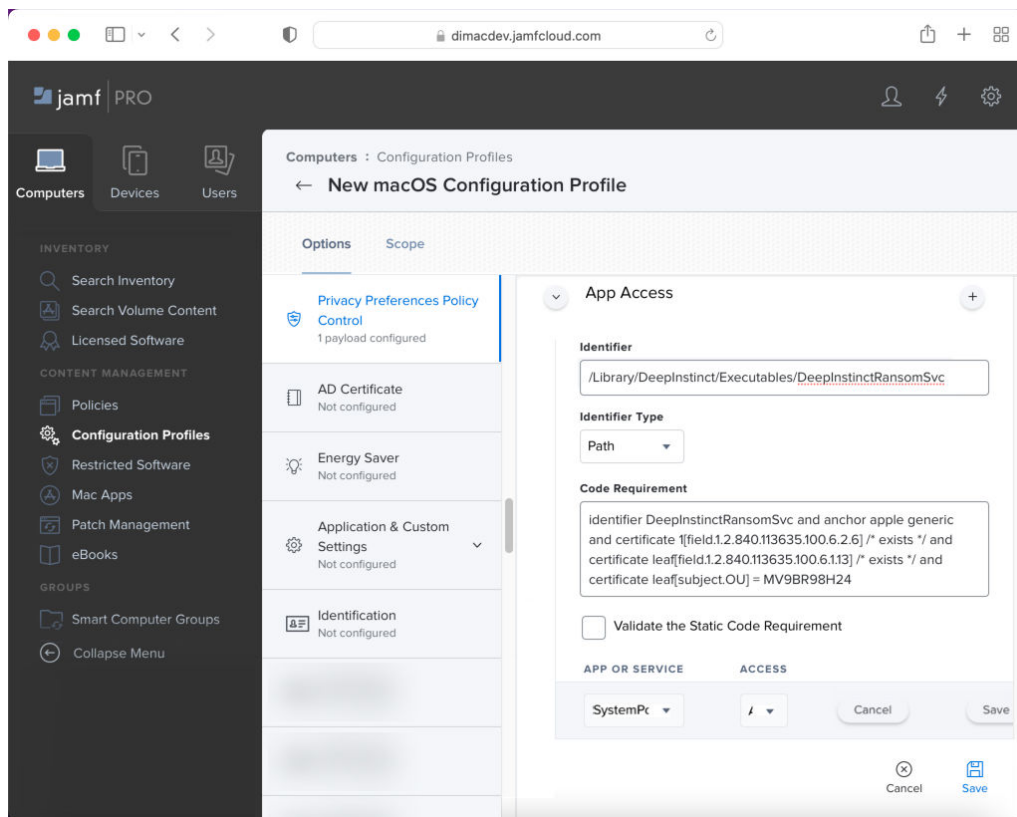 dimacdev.jamfcloud.com
jamf PRO
Computers
Devices
Users
INVENTORY
Search Inventory
Search Volume Content
Licensed Software
CONTENT MANAGEMENT
Policies
Configuration Profiles
Restricted Software
Mac Apps
Patch Management
eBooks
GROUPS
Smart Computer Groups
Collapse Menu
Computers : Configuration Profiles
← New macOS Configuration Profile
Options
Scope
Privacy Preferences Policy
Control
1 payload configured
AD Certificate
Not configured
Energy Saver
Not configured
Application & Custom
Settings
Not configured
Identification
Not configured
App Access
Identifier
/Library/DeepInstinct/Executables/DeepInstinctRansomSvc
Identifier Type
Path
Code Requirement
identifier DeepInstinctRansomSvc and anchor apple generic
and certificate 1[field.1.2.840.113635.100.6.2.6] /* exists */ and
certificate leaf[field.1.2.840.113635.100.6.1.13] /* exists */ and
certificate leaf[subject.OU] = MV9BR98H24
Validate the Static Code Requirement
APP OR SERVICE
ACCESS
SystemPo
Cancel
Save
Cancel
Save